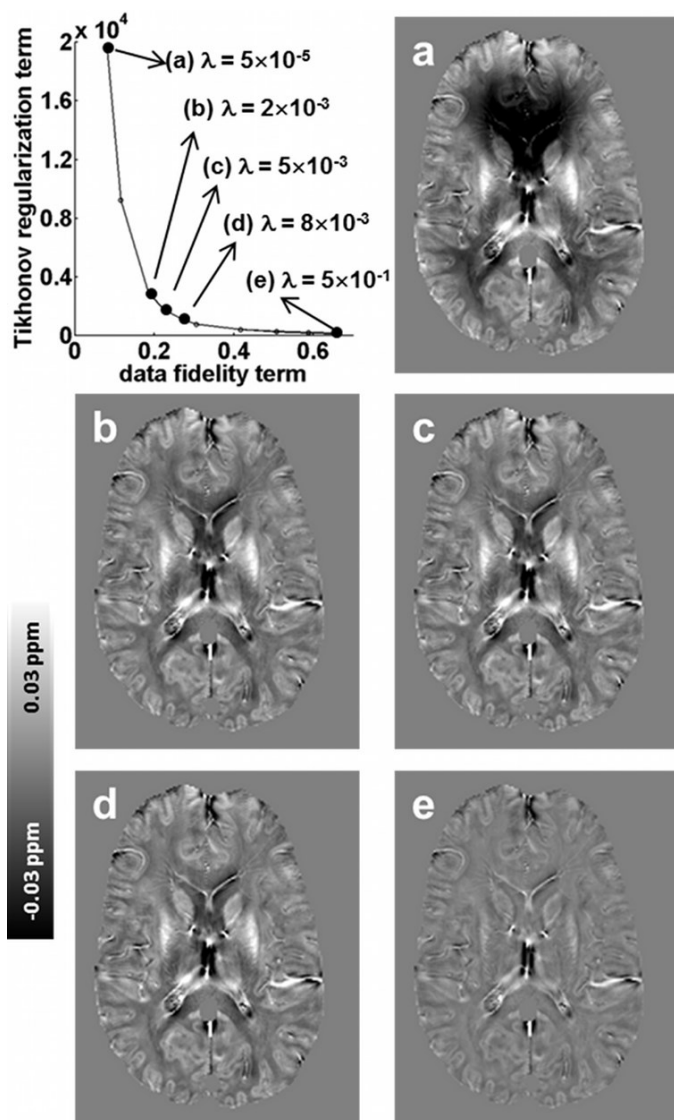 2 × 10⁴
1.6
1.2
0.8
0.4
0
Tikhonov regularization term
(a) λ = 5×10⁻⁵
(b) λ = 2×10⁻³
(c) λ = 5×10⁻³
(d) λ = 8×10⁻³
(e) λ = 5×10⁻¹
0 0.2 0.4 0.6
data fidelity term
a
b
c
0.03 ppm
-0.03 ppm
d
e